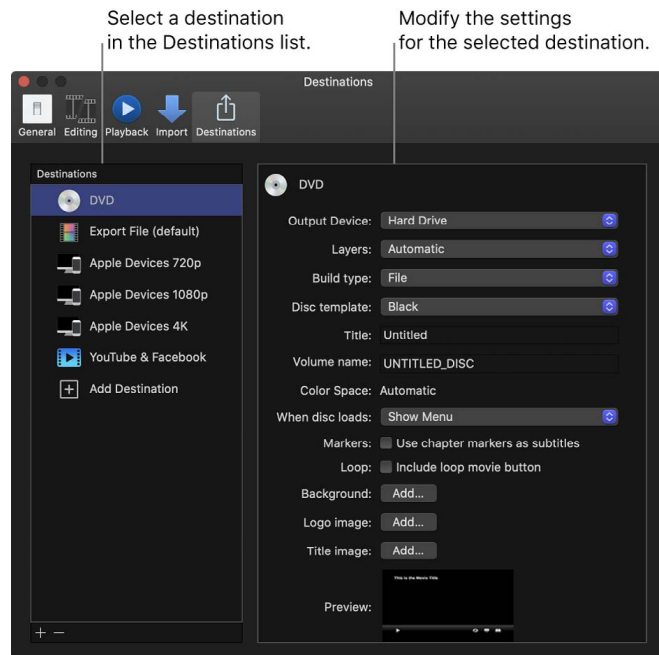 Select a destination
in the Destinations list.
Modify the settings
for the selected destination.
Destinations
General Editing Playback Import Destinations
Destinations
DVD
Export File (default)
Apple Devices 720p
Apple Devices 1080p
Apple Devices 4K
YouTube & Facebook
Add Destination
DVD
Output Device: Hard Drive
Layers: Automatic
Build type: File
Disc template: Black
Title: Untitled
Volume name: UNTITLED_DISC
Color Space: Automatic
When disc loads: Show Menu
Markers: Use chapter markers as subtitles
Loop: Include loop movie button
Background: Add...
Logo image: Add...
Title image: Add...
Preview:
This is the Movie Title